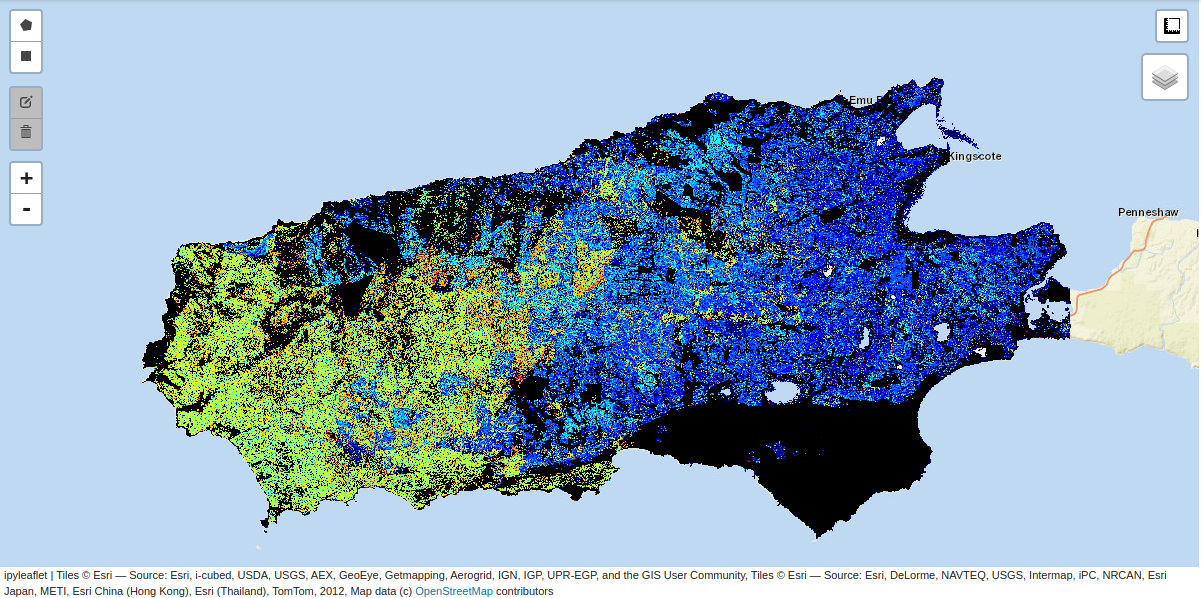 +
-
Emu
Kingscote
Penneshaw
ipyleaflet | Tiles © Esri — Source: Esri, i-cubed, USDA, USGS, AEX, GeoEye, Getmapping, Aerogrid, IGN, IGP, UPR-EGP, and the GIS User Community, Tiles © Esri — Source: Esri, DeLorme, NAVTEQ, USGS, Intermap, iPC, NRCAN, Esri
Japan, METI, Esri China (Hong Kong), Esri (Thailand), TomTom, 2012, Map data (c) OpenStreetMap contributors